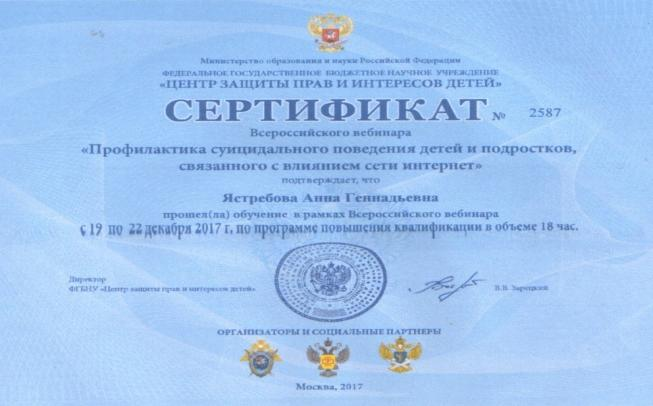 Министерство образования и науки Российской Федерации
ФЕДЕРАЛЬНОЕ ГОСУДАРСТВЕННОЕ БЮДЖЕТНОЕ НАУЧНОЕ УЧРЕЖДЕНИЕ
«ЦЕНТР ЗАЩИТЫ ПРАВ И ИНТЕРЕСОВ ДЕТЕЙ»
СЕРТИФИКАТ № 2587
Всероссийского вебинара
«Профилактика суицидального поведения детей и подростков,
связанного с влиянием сети интернет»
подтверждает, что
Ястребова Анна Геннадьевна
прошел(ла) обучение в рамках Всероссийского вебинара
с 19 по 22 декабря 2017 г, по программе повышения квалификации в объеме 18 час.
Директор
ФГБНУ «Центр защиты прав и интересов детей»
В.В. Зарецкий
ОРГАНИЗАТОРЫ И СОЦИАЛЬНЫЕ ПАРТНЕРЫ
Москва, 2017